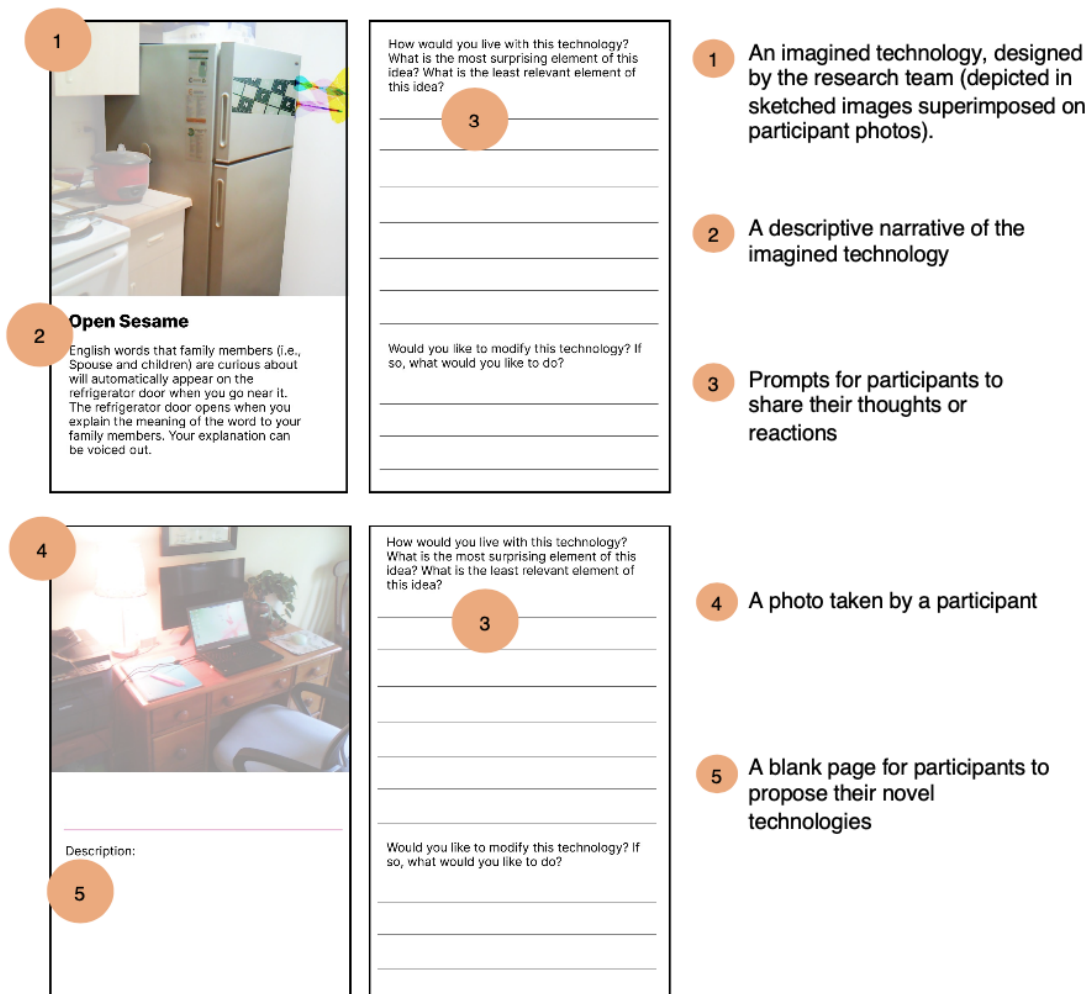 1
How would you live with this technology?
What is the most surprising element of this
idea? What is the least relevant element of
this idea?
3
1
An imagined technology, designed
by the research team (depicted in
sketched images superimposed on
participant photos).
2
A descriptive narrative of the
imagined technology
2
Open Sesame
English words that family members (i.e.,
Spouse and children) are curious about
will automatically appear on the
refrigerator door when you go near it.
The refrigerator door opens when you
explain the meaning of the word to your
family members. Your explanation can
be voiced out.
Would you like to modify this technology? If
so, what would you like to do?
3
Prompts for participants to
share their thoughts or
reactions
4
How would you live with this technology?
What is the most surprising element of this
idea? What is the least relevant element of
this idea?
3
4
A photo taken by a participant
5
A blank page for participants to
propose their novel
technologies
Description:
5
Would you like to modify this technology? If
so, what would you like to do?